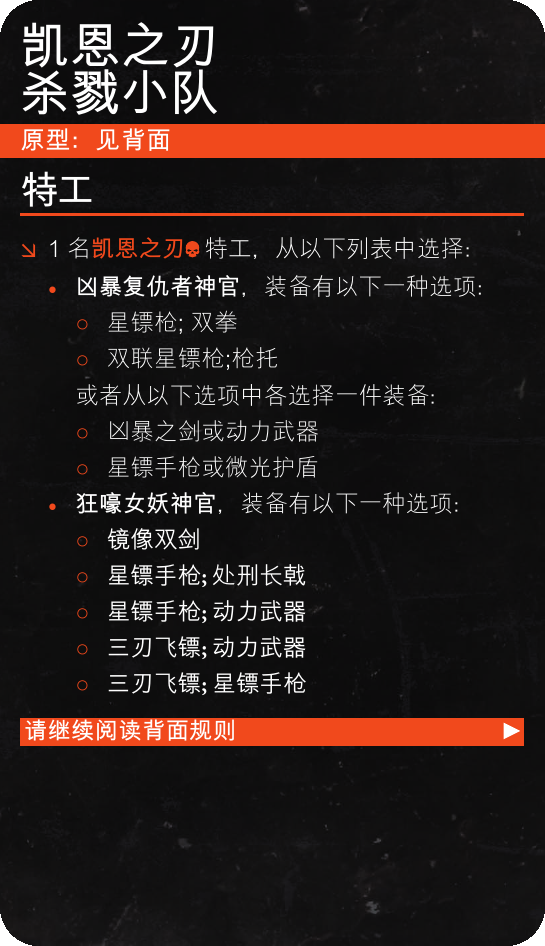 凯恩之刃
杀戮小队
原型：见背面
特工
1 名凯恩之刃特工，从以下列表中选择：
凶暴复仇者神官，装备有以下一种选项：
星镖枪; 双拳
双联星镖枪;枪托
或者从以下选项中各选择一件装备：
凶暴之剑或动力武器
星镖手枪或微光护盾
狂嚎女妖神官，装备有以下一种选项：
镜像双剑
星镖手枪; 处刑长戟
星镖手枪; 动力武器
三刃飞镖; 动力武器
三刃飞镖; 星镖手枪
请继续阅读背面规则